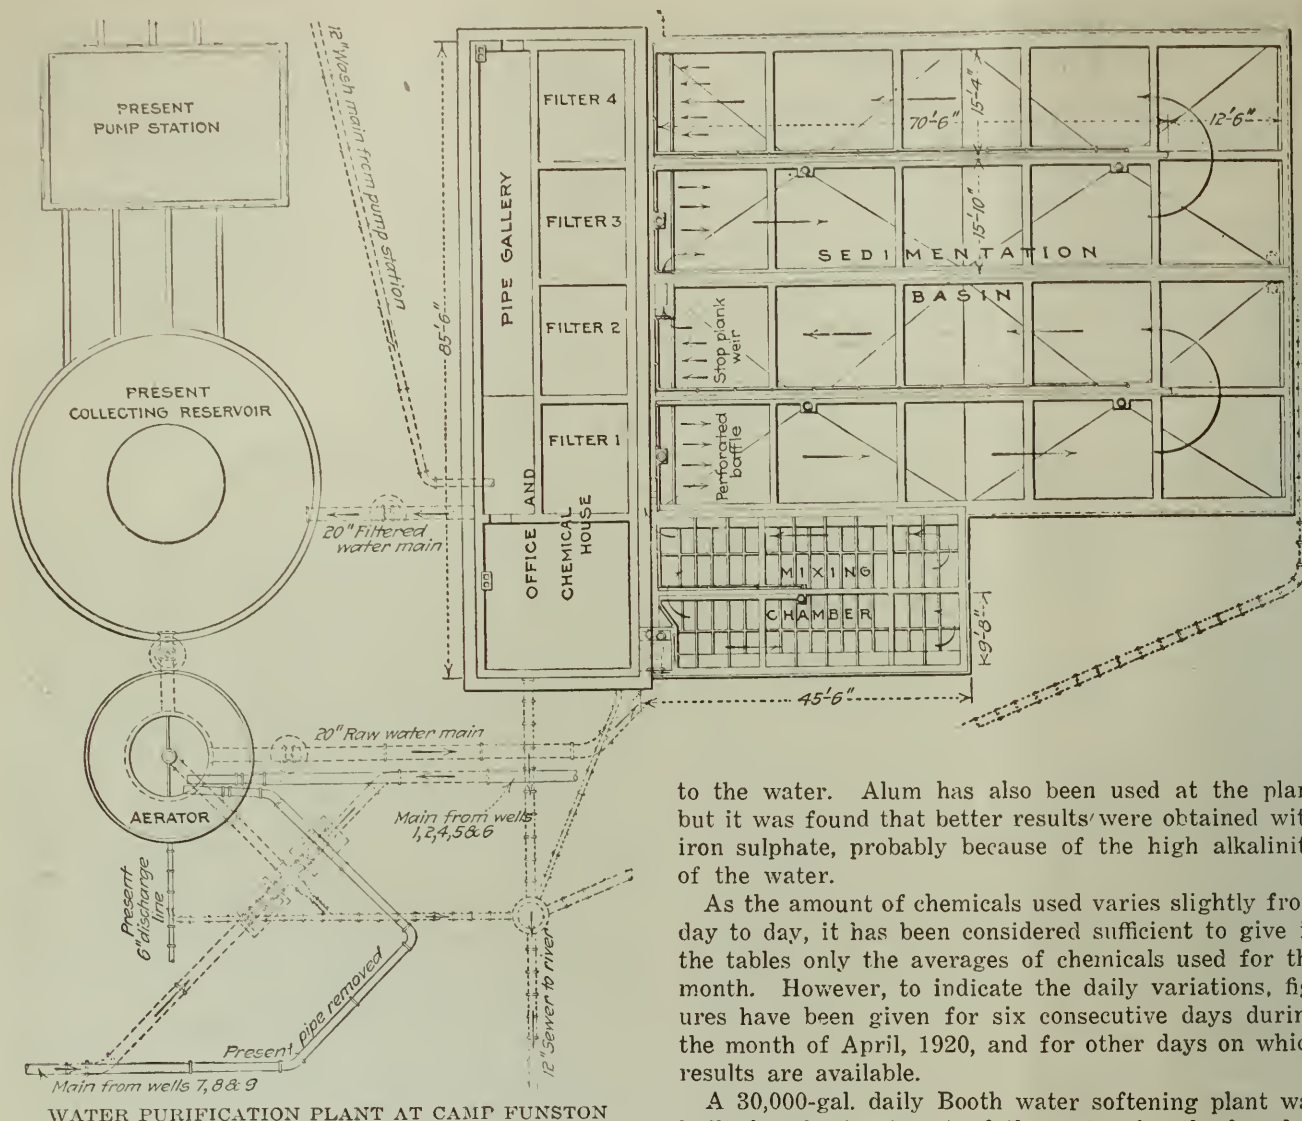 PRESENT
PUMP STATION
12" Wash main from pump station
PRESENT
COLLECTING RESERVOIR
20" Filtered
water main
85'-6"
PIPE GALLERY
FILTER 4
FILTER 3
FILTER 2
FILTER 1
OFFICE AND
CHEMICAL
HOUSE
70'-6"
15'-4"
12'-6"
15'-10"
SEDIMENTATION
BASIN
Stop plank
weir
Perforated
baffle
MIXING
CHAMBER
9'-8"
45'-6"
20" Raw water main
AERATOR
Main from wells
1,2,4,5 & 6
Present
6" discharge
line
Present pipe removed
12" Sewer to river
Main from wells 7, 8 & 9
WATER PURIFICATION PLANT AT CAMP FUNSTON
to the water. Alum has also been used at the plan
but it was found that better results were obtained wit
iron sulphate, probably because of the high alkalinit
of the water.
As the amount of chemicals used varies slightly fro
day to day, it has been considered sufficient to give i
the tables only the averages of chemicals used for th
month. However, to indicate the daily variations, fig
ures have been given for six consecutive days durin
the month of April, 1920, and for other days on whic
results are available.
A 30,000-gal. daily Booth water softening plant wa